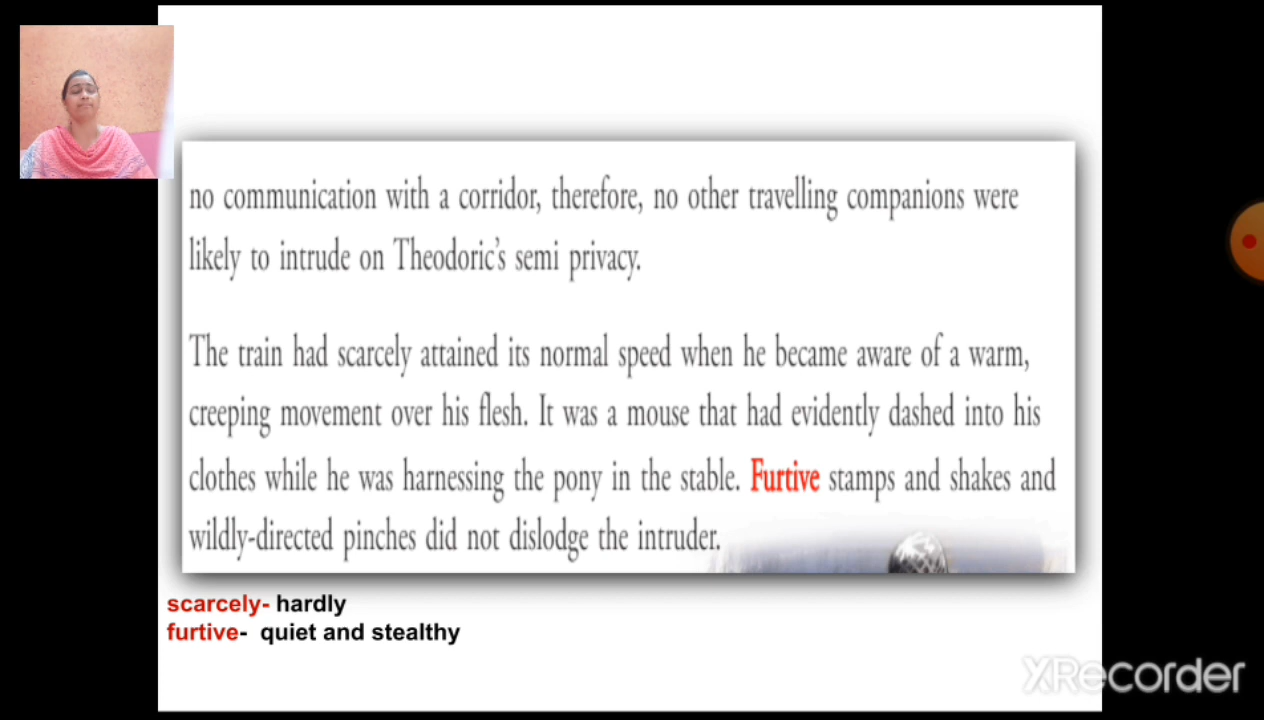 no communication with a corridor, therefore, no other travelling companions were
likely to intrude on Theodoric's semi privacy.
The train had scarcely attained its normal speed when he became aware of a warm,
creeping movement over his flesh. It was a mouse that had evidently dashed into his
clothes while he was harnessing the pony in the stable. Furtive stamps and shakes and
wildly-directed pinches did not dislodge the intruder.
scarcely- hardly
furtive- quiet and stealthy
XRecorder